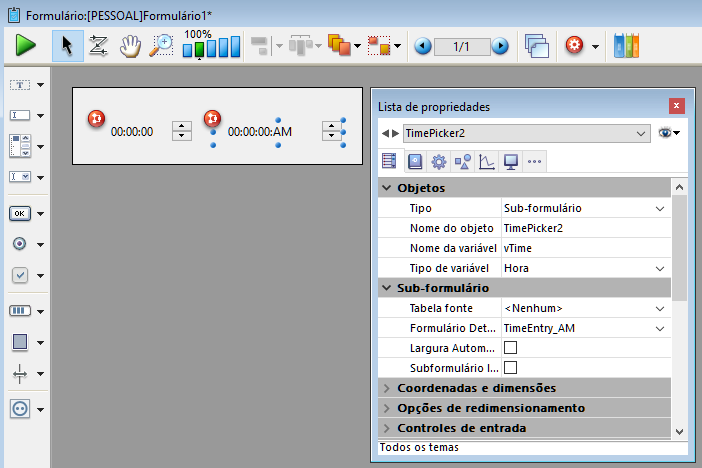 Formulário:[PESSOAL]Formulário1*
100%
1/1
T
OK
00:00:00
00:00:00:AM
Lista de propriedades
x
TimePicker2
Objetos
Tipo Sub-formulário
Nome do objeto TimePicker2
Nome da variável vTime
Tipo de variável Hora
Sub-formulário
Tabela fonte <Nenhum>
Formulário Det... TimeEntry_AM
Largura Autom...
Subformulário I...
Coordenadas e dimensões
Opções de redimensionamento
Controles de entrada
Todos os temas